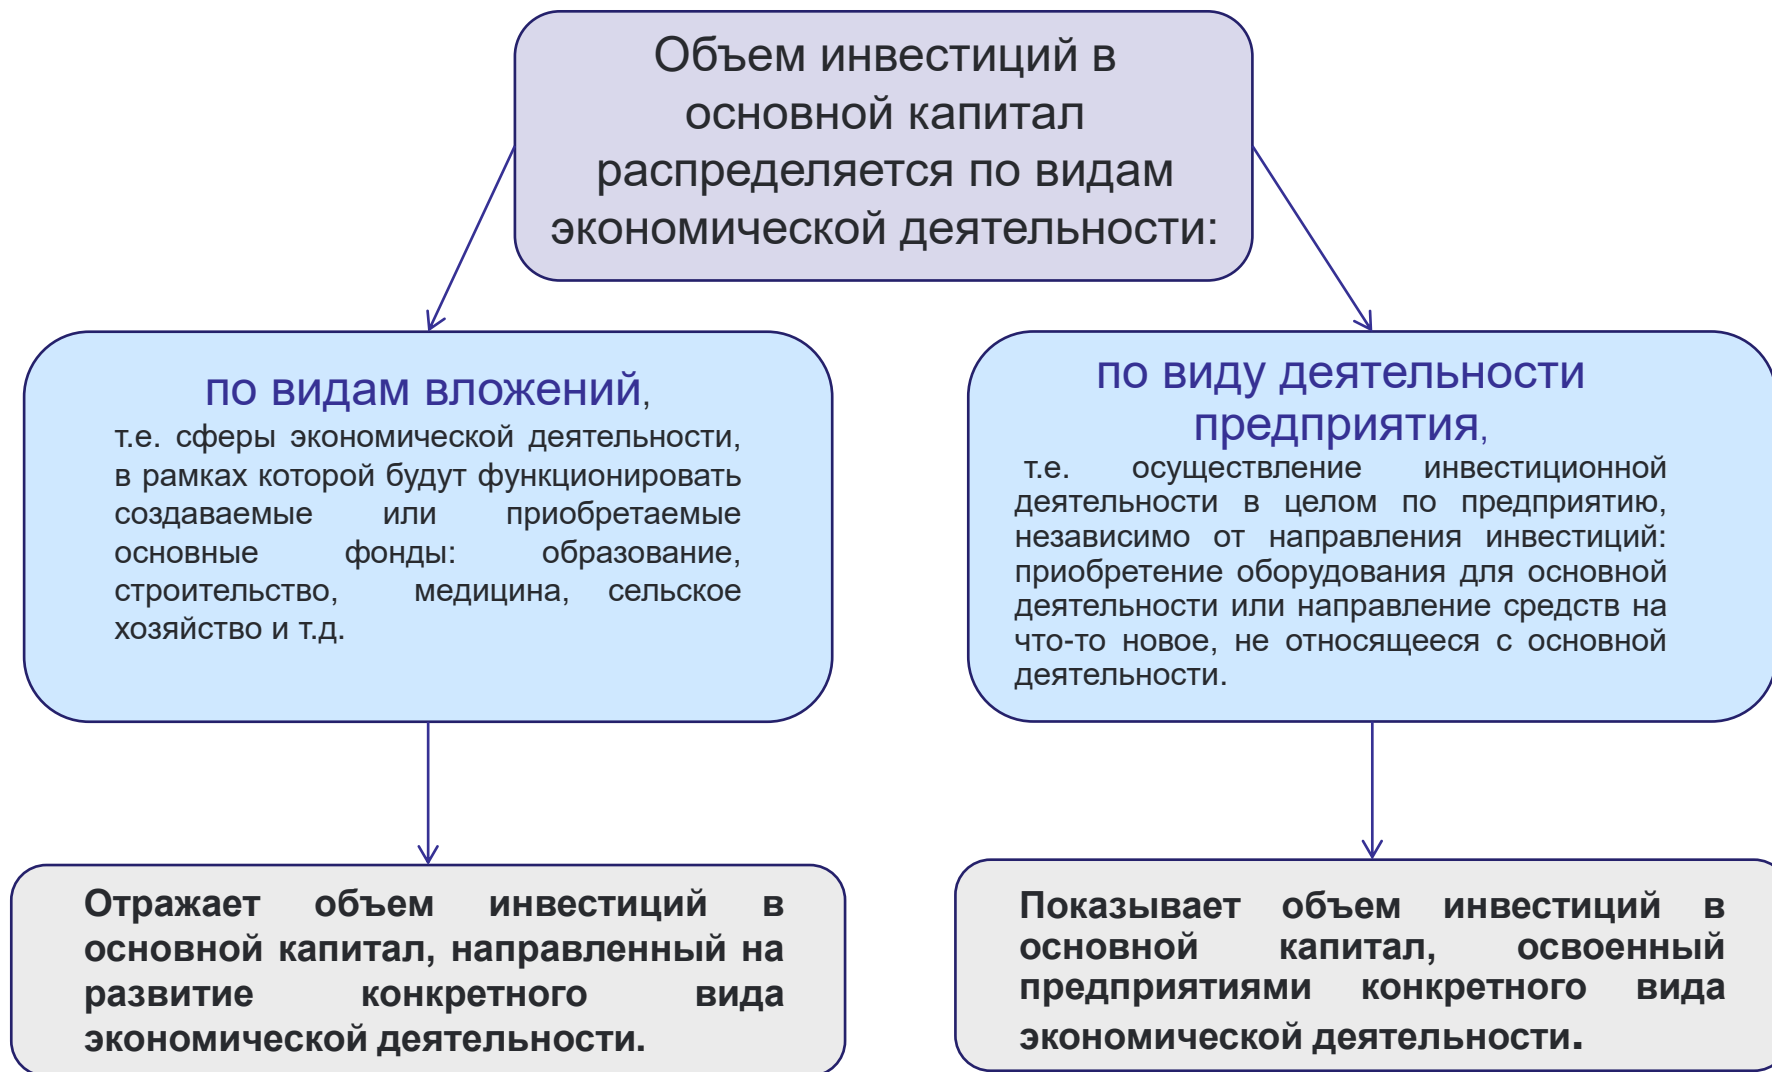 Объем инвестиций в
основной капитал
распределяется по видам
экономической деятельности:
по видам вложений,
т.е. сферы экономической деятельности,
в рамках которой будут функционировать
создаваемые или приобретаемые
основные фонды: образование,
строительство, медицина, сельское
хозяйство и т.д.
по виду деятельности
предприятия,
т.е. осуществление инвестиционной
деятельности в целом по предприятию,
независимо от направления инвестиций:
приобретение оборудования для основной
деятельности или направление средств на
что-то новое, не относящееся с основной
деятельности.
Отражает объем инвестиций в
основной капитал, направленный на
развитие конкретного вида
экономической деятельности.
Показывает объем инвестиций в
основной капитал, освоенный
предприятиями конкретного вида
экономической деятельности.